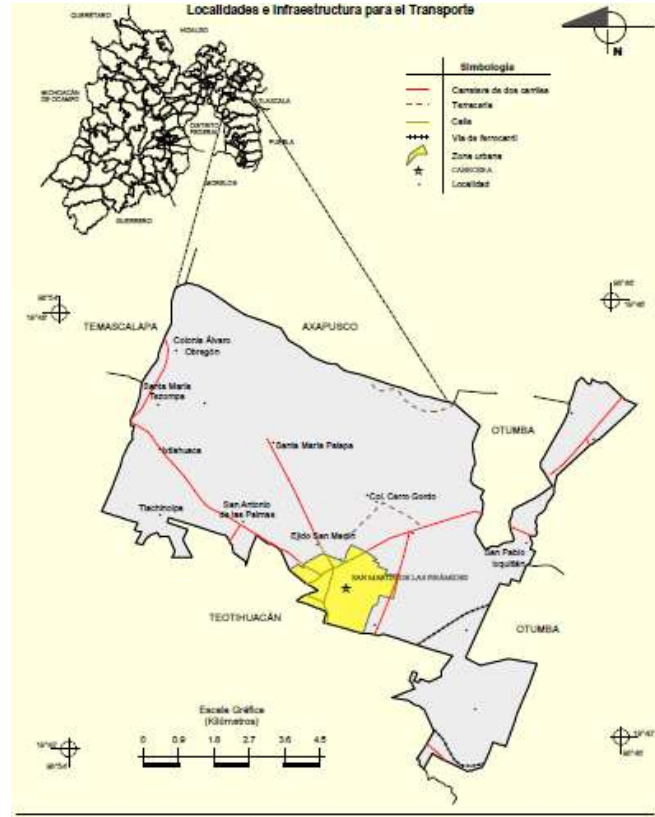 Localidades e Infraestructura para el Transporte
QUERÉTARO
HIDALGO
MICHOACÁN
DE OCAMPO
TLAXCALA
DISTRITO
FEDERAL
PUEBLA
MORELOS
GUERRERO
N
Simbología
Carretera de dos carriles
Terracería
Calle
Vía de ferrocarril
Zona urbana
CABECERA
Localidad
TEMASCALAPA
AXAPUSCO
Colonia Álvaro
Obregón
Santa María
Tezompa
OTUMBA
Ixtlahuaca
Santa María Palapa
Tlachinolpa
San Antonio
de las Palmas
Col. Cerro Gordo
Ejido San Martín
San Pablo
Ixquitlán
SAN MARTÍN DE LAS PIRÁMIDES
TEOTIHUACÁN
OTUMBA
Escala Gráfica
(Kilómetros)
0 0.9 1.8 2.7 3.6 4.5